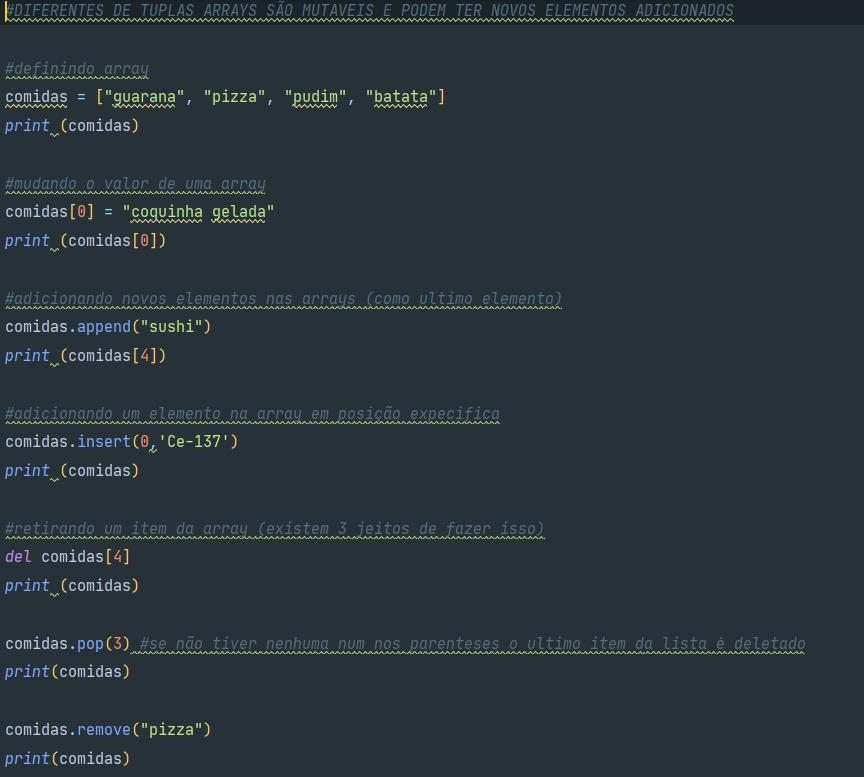 #DIFERENTES DE TUPLAS ARRAYS SÃO MUTAVEIS E PODEM TER NOVOS ELEMENTOS ADICIONADOS
#definindo array
comidas = ["guarana", "pizza", "pudim", "batata"]
print (comidas)
#mudando o valor de uma array
comidas[0] = "coquinha gelada"
print (comidas[0])
#adicionando novos elementos nas arrays (como ultimo elemento)
comidas.append("sushi")
print (comidas[4])
#adicionando um elemento na array em posição expecifica
comidas.insert(0,'Ce-137')
print (comidas)
#retirando um item da array (existem 3 jeitos de fazer isso)
del comidas[4]
print (comidas)
comidas.pop(3) #se não tiver nenhuma num nos parenteses o ultimo item da lista é deletado
print(comidas)
comidas.remove("pizza")
print(comidas)